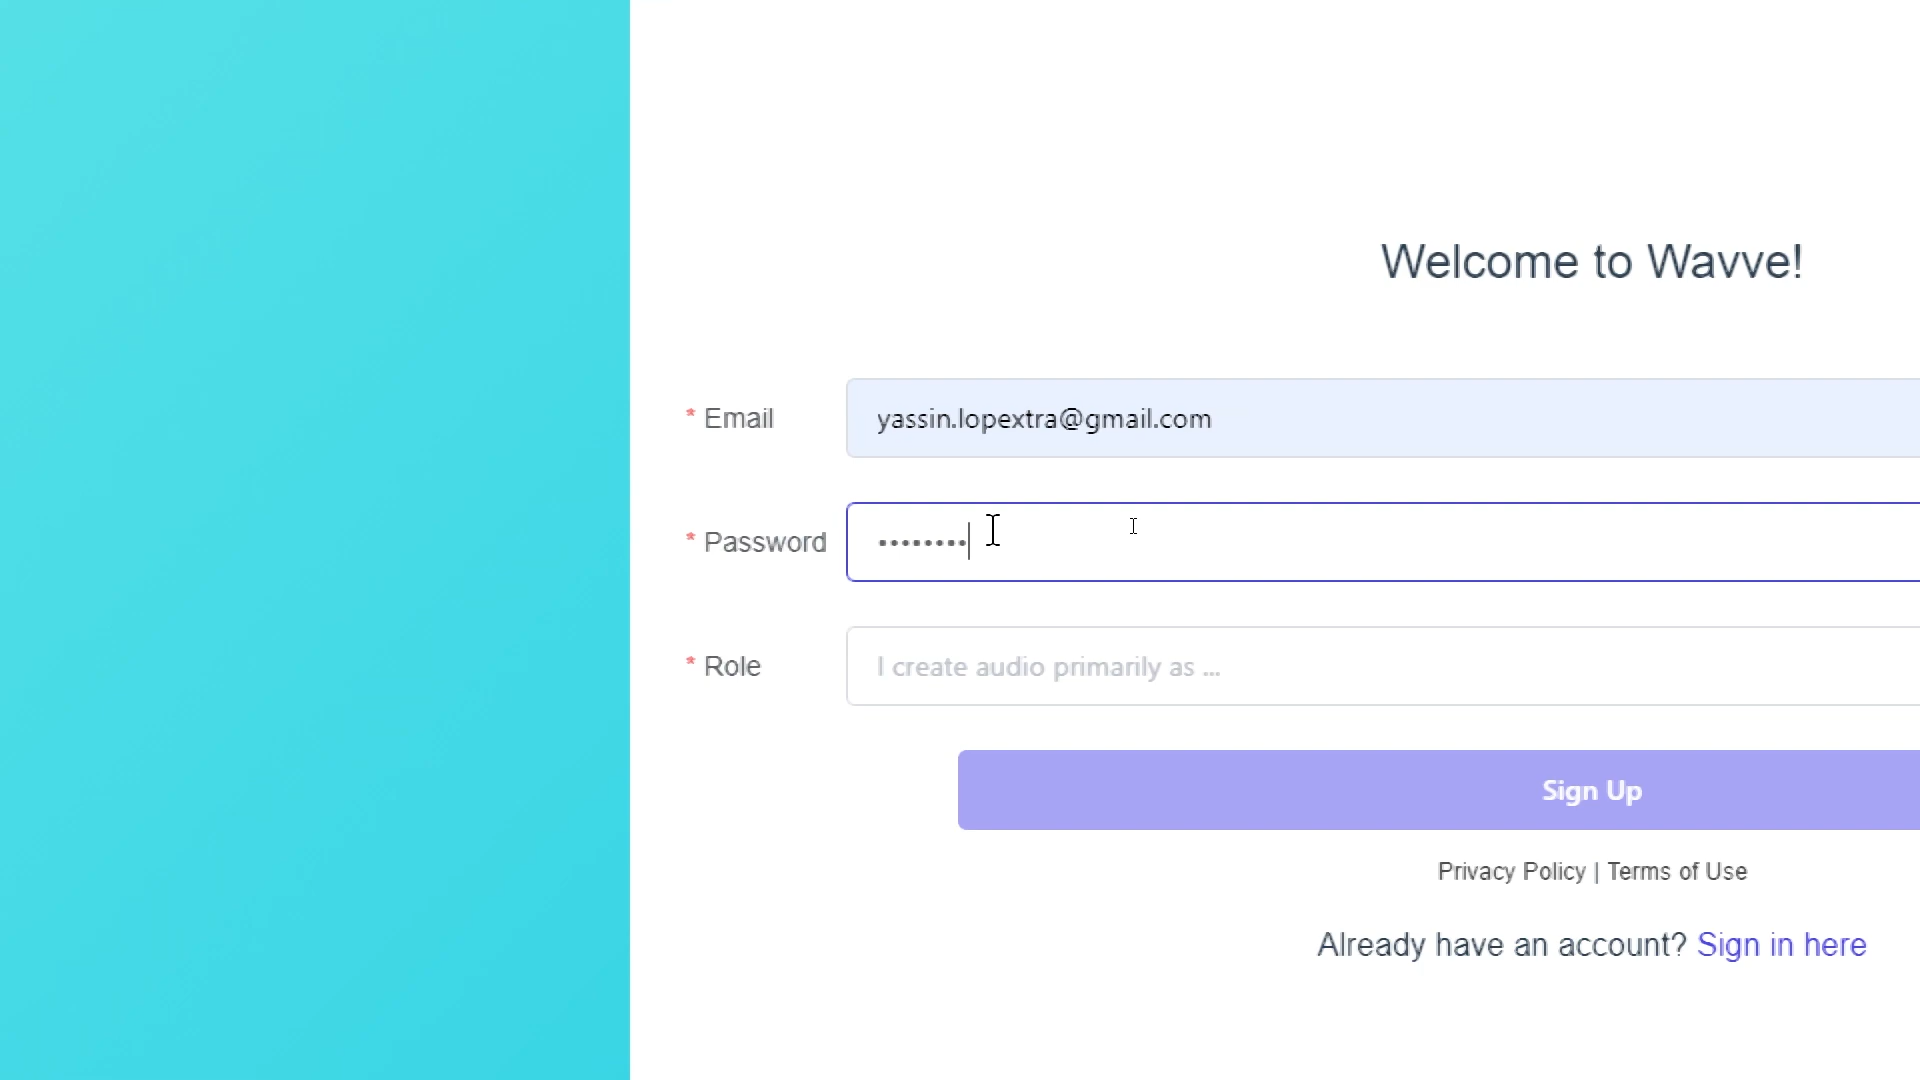 Welcome to Wavve!
* Email
yassin.lopextra@gmail.com
* Password
••••••••
* Role
I create audio primarily as ...
Sign Up
Privacy Policy | Terms of Use
Already have an account? Sign in here